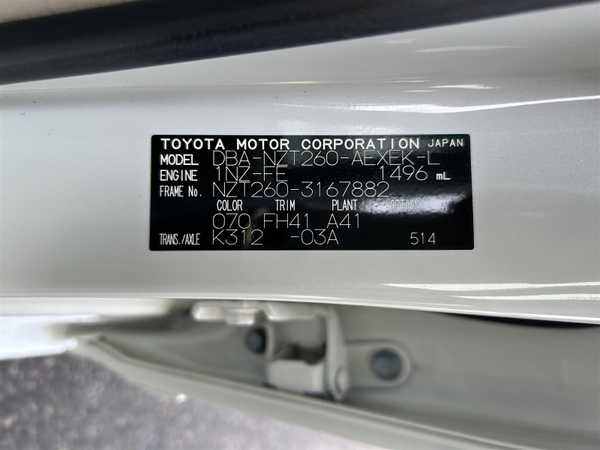 TOYOTA MOTOR CORPORATION JAPAN
MODEL DBA-NZT260-AEXEK-L
ENGINE 1NZ-FE 1496 mL
FRAME No. NZT260-3167882
COLOR TRIM PLANT
070 FH41 A41
TRANS./AXLE K312 -03A 514